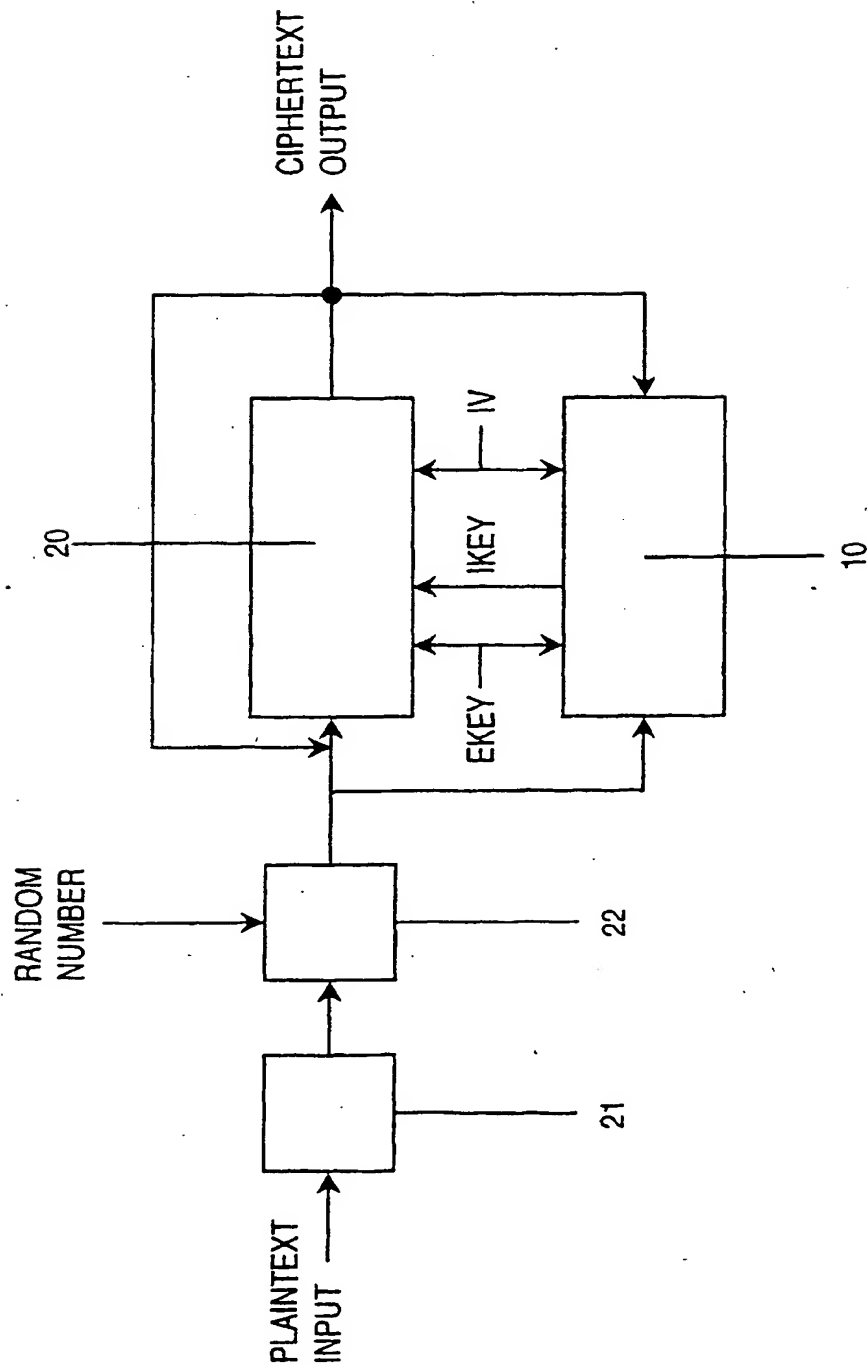 PLAINTEXT
INPUT
21
RANDOM
NUMBER
22
20
EKEY
IKEY
IV
10
CIPHERTEXT
OUTPUT